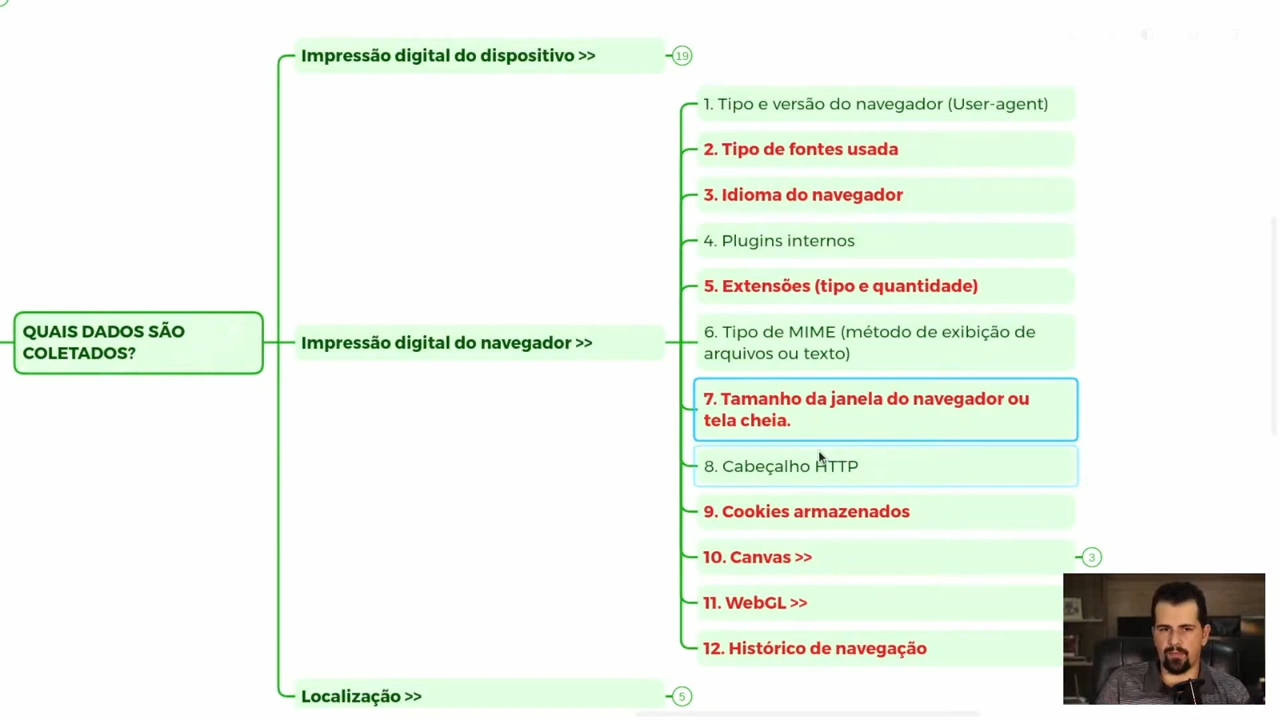 Impressão digital do dispositivo >>
19
1. Tipo e versão do navegador (User-agent)
2. Tipo de fontes usada
3. Idioma do navegador
4. Plugins internos
5. Extensões (tipo e quantidade)
QUAIS DADOS SÃO
COLETADOS?
Impressão digital do navegador >>
6. Tipo de MIME (método de exibição de
arquivos ou texto)
7. Tamanho da janela do navegador ou
tela cheia.
8. Cabeçalho HTTP
9. Cookies armazenados
10. Canvas >>
3
11. WebGL >>
12. Histórico de navegação
Localização >>
5